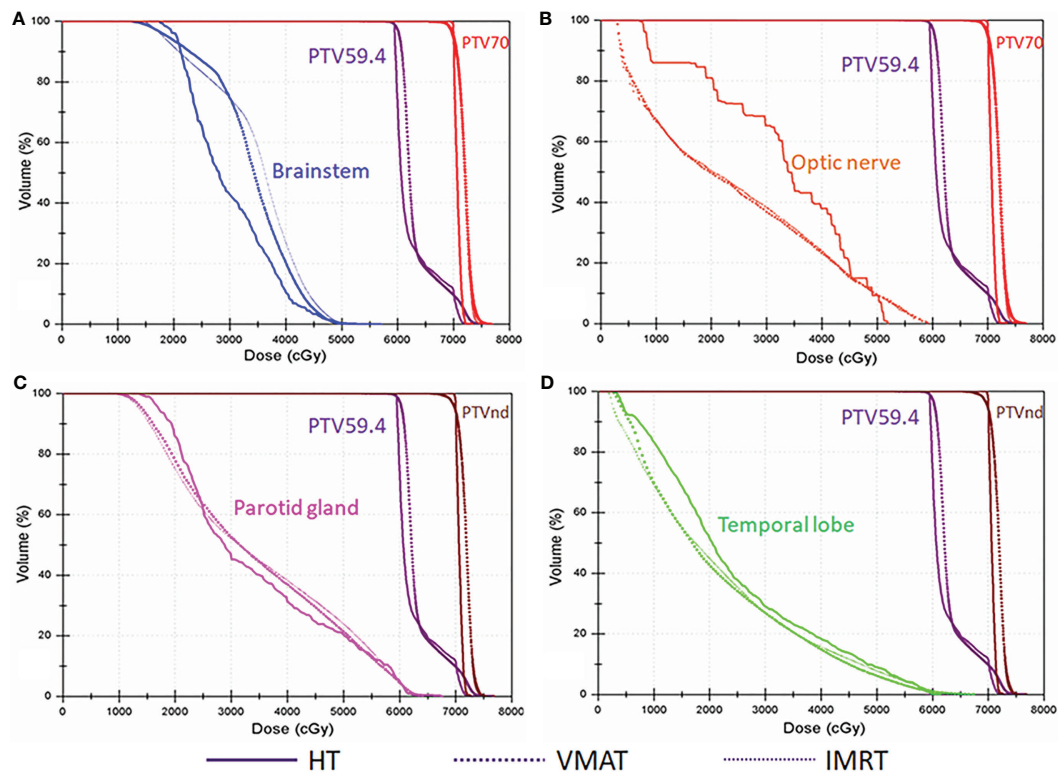 A
100
80
60
40
20
0
Volume (%)
PTV59.4
PTV70
Brainstem
0 1000 2000 3000 4000 5000 6000 7000 8000
Dose (cGy)
B
100
80
60
40
20
0
Volume (%)
PTV59.4
PTV70
Optic nerve
0 1000 2000 3000 4000 5000 6000 7000 8000
Dose (cGy)
C
100
80
60
40
20
0
Volume (%)
PTV59.4
PTVnd
Parotid gland
0 1000 2000 3000 4000 5000 6000 7000 8000
Dose (cGy)
D
100
80
60
40
20
0
Volume (%)
PTV59.4
PTVnd
Temporal lobe
0 1000 2000 3000 4000 5000 6000 7000 8000
Dose (cGy)
HT VMAT IMRT